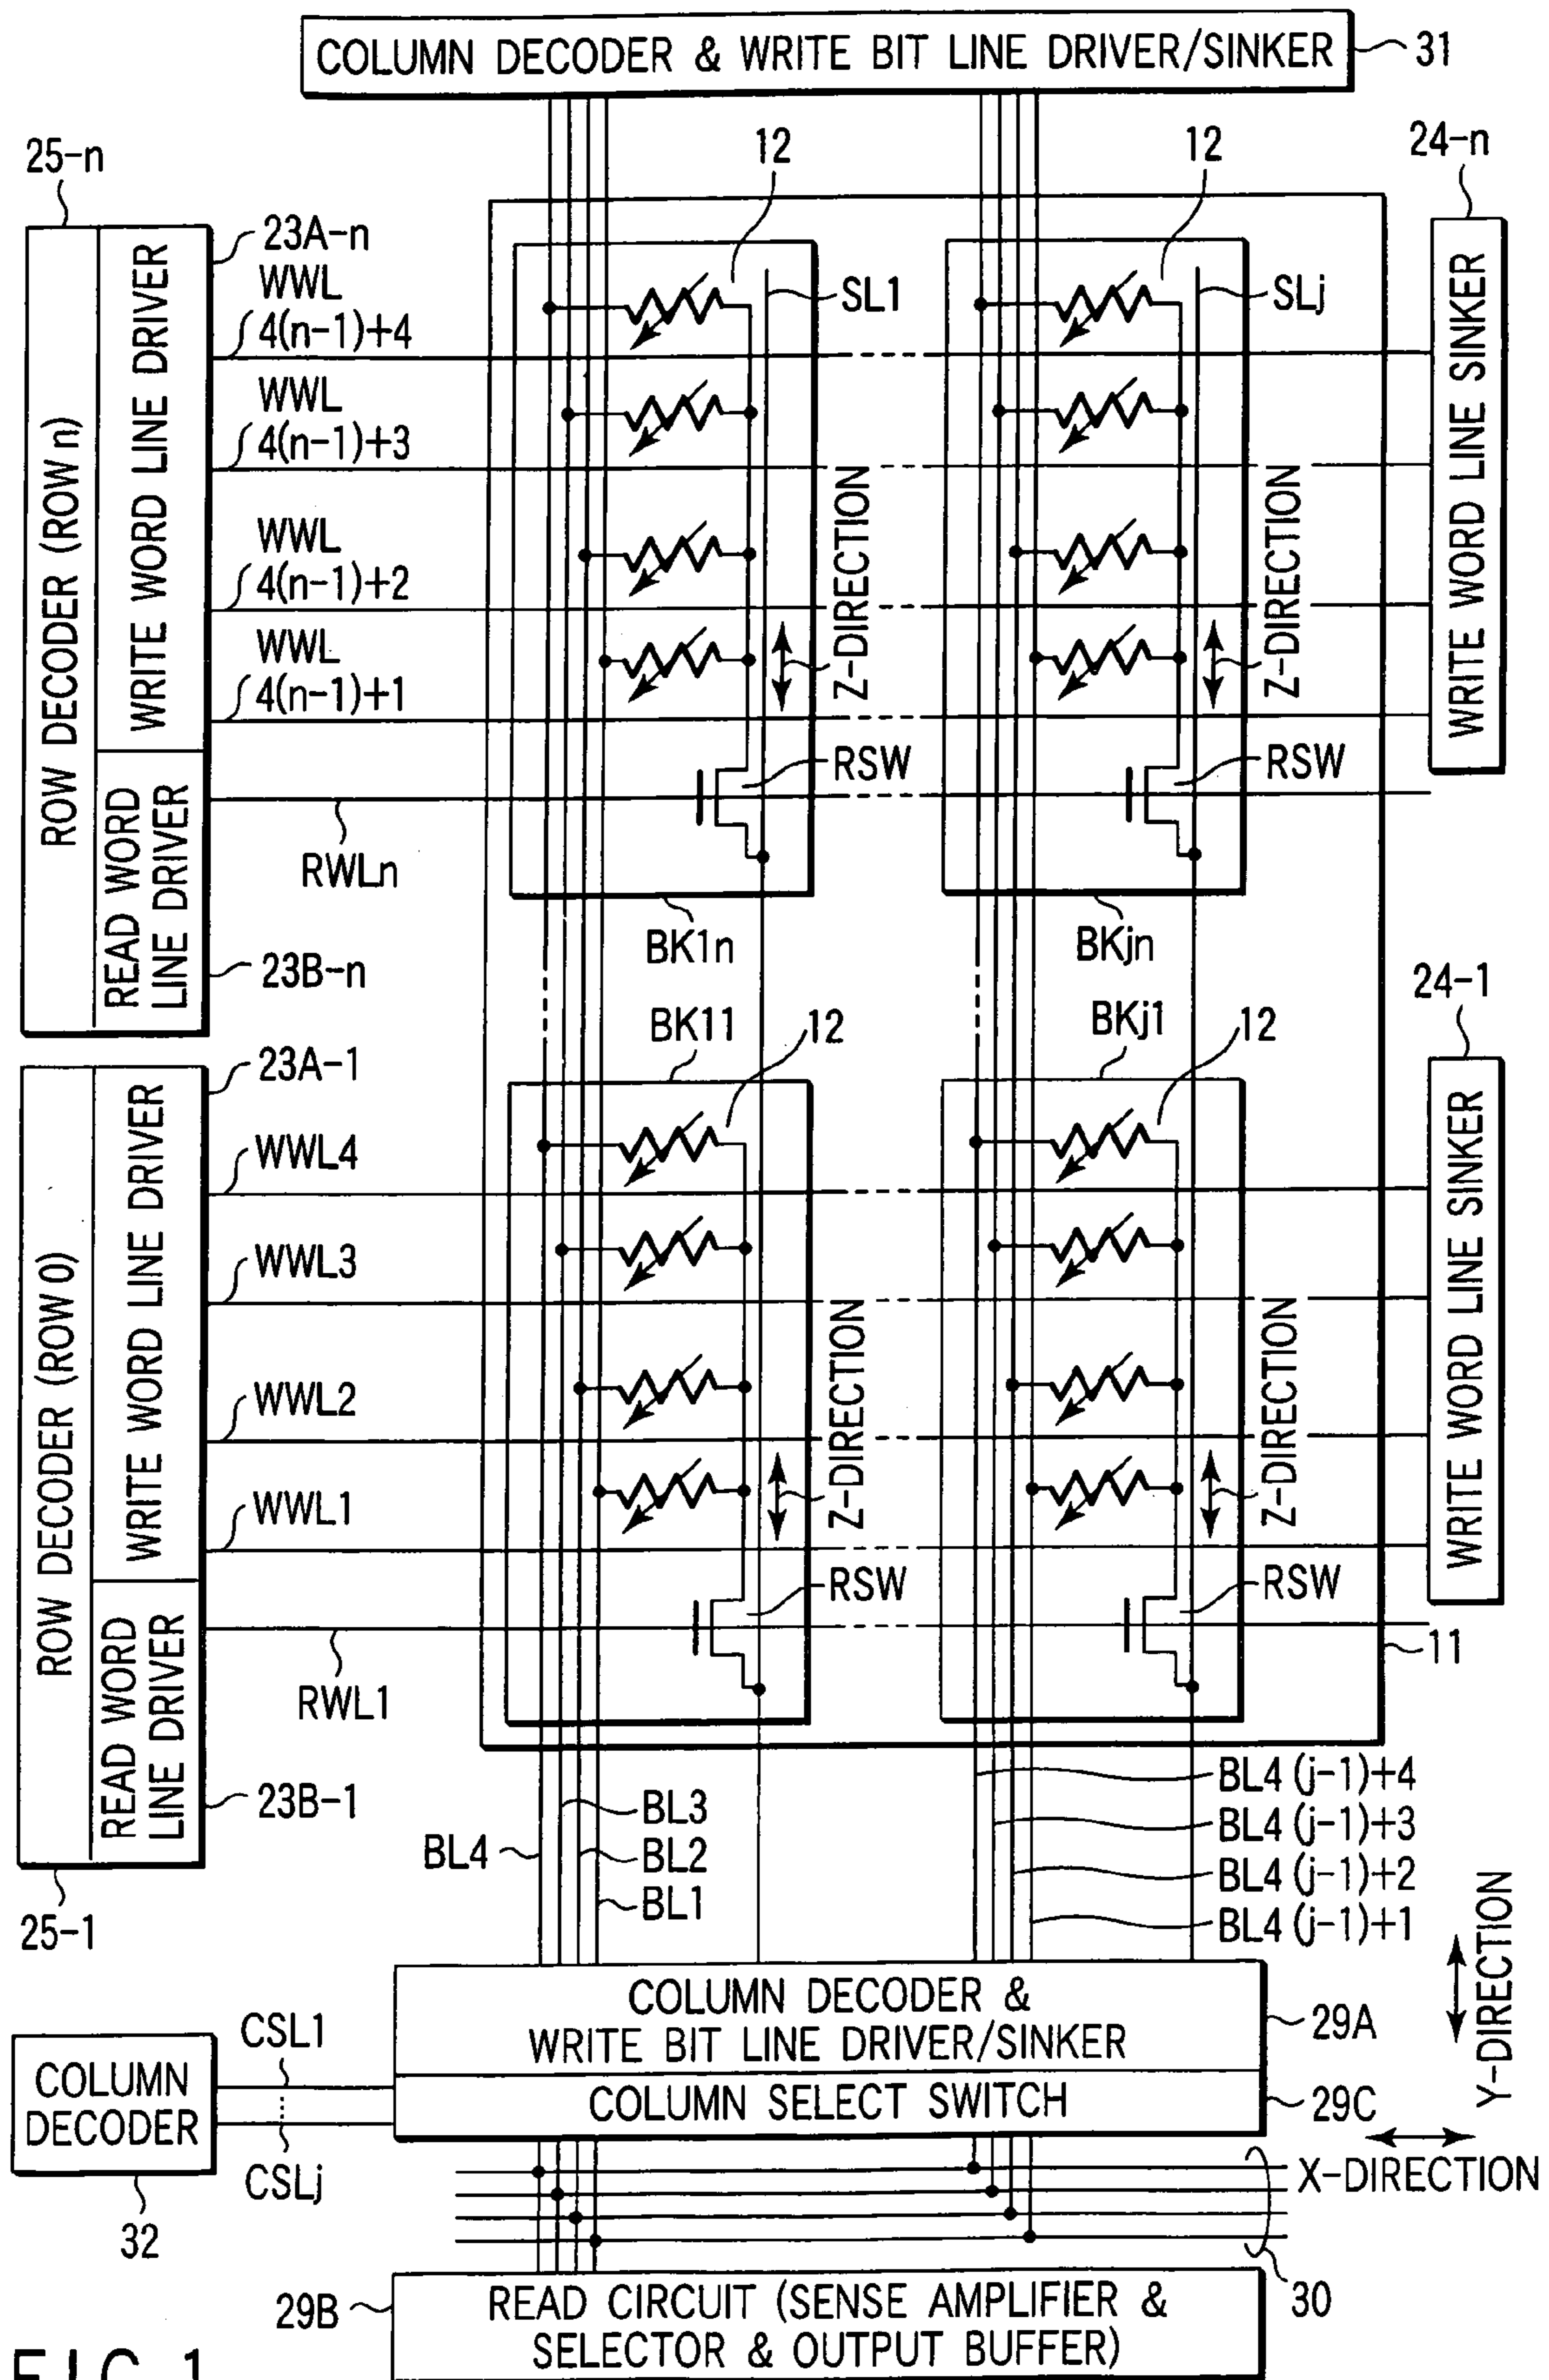 COLUMN DECODER & WRITE BIT LINE DRIVER/SINKER
31
25-n
12
12
24-n
23A-n
WWL
4(n-1)+4
WWL
4(n-1)+3
WWL
4(n-1)+2
WWL
4(n-1)+1
ROW DECODER (ROW n)
WRITE WORD LINE DRIVER
READ WORD
LINE DRIVER
SL1
SLj
WRITE WORD LINE SINKER
Z-DIRECTION
Z-DIRECTION
RSW
RSW
RWLn
23B-n
BK1n
BKjn
24-1
BK11
12
BKj1
12
23A-1
WWL4
WWL3
WWL2
WWL1
ROW DECODER (ROW 0)
WRITE WORD LINE DRIVER
READ WORD
LINE DRIVER
WRITE WORD LINE SINKER
Z-DIRECTION
Z-DIRECTION
RSW
RSW
11
RWL1
23B-1
25-1
BL4
BL3
BL2
BL1
BL4 (j-1)+4
BL4 (j-1)+3
BL4 (j-1)+2
BL4 (j-1)+1
Y-DIRECTION
COLUMN DECODER &
WRITE BIT LINE DRIVER/SINKER
29A
COLUMN SELECT SWITCH
29C
CSL1
COLUMN
DECODER
CSLj
32
X-DIRECTION
30
29B
READ CIRCUIT (SENSE AMPLIFIER &
SELECTOR & OUTPUT BUFFER)
FIG. 1